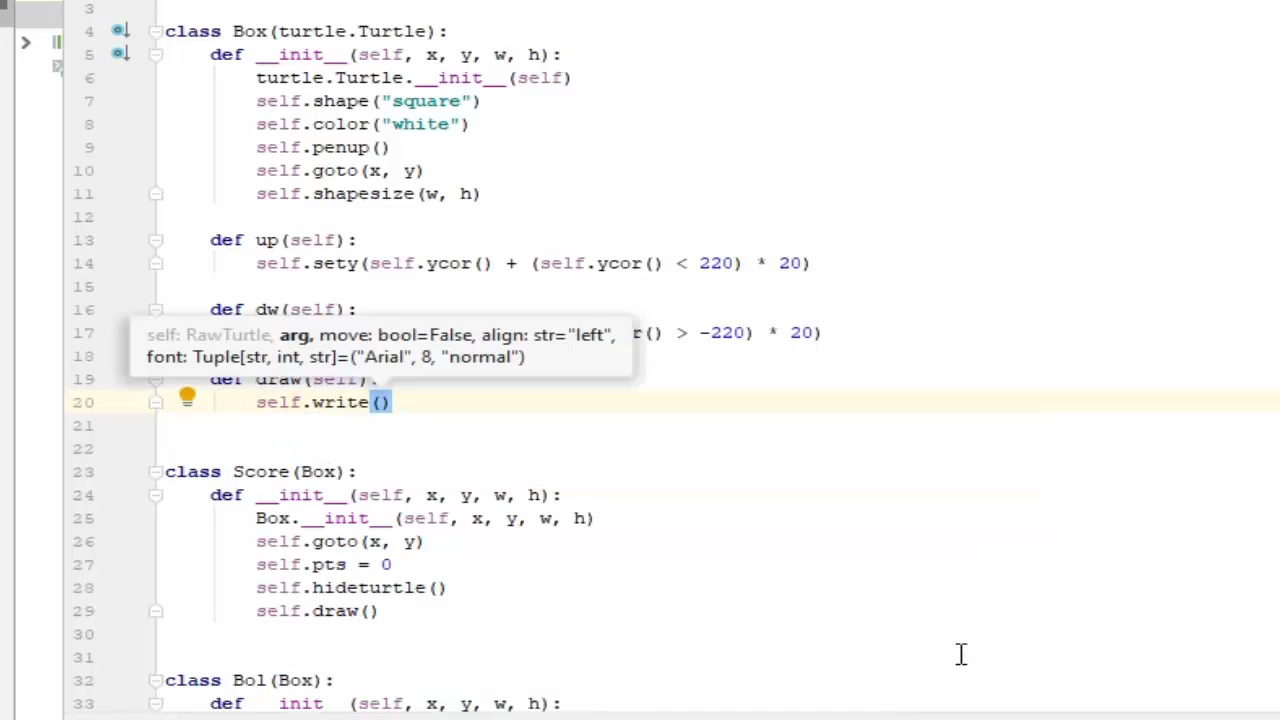 3
4 class Box(turtle.Turtle):
5 def __init__(self, x, y, w, h):
6 turtle.Turtle.__init__(self)
7 self.shape("square")
8 self.color("white")
9 self.penup()
10 self.goto(x, y)
11 self.shapesize(w, h)
12
13 def up(self):
14 self.sety(self.ycor() + (self.ycor() < 220) * 20)
15
16 def dw(self):
self: RawTurtle, arg, move: bool=False, align: str="left",
17 r() > -220) * 20)
font: Tuple[str, int, str]=("Arial", 8, "normal")
18
19 def draw(self):
20 self.write()
21
22
23 class Score(Box):
24 def __init__(self, x, y, w, h):
25 Box.__init__(self, x, y, w, h)
26 self.goto(x, y)
27 self.pts = 0
28 self.hideturtle()
29 self.draw()
30
31
32 class Bol(Box):
33 def __init__(self, x, y, w, h):